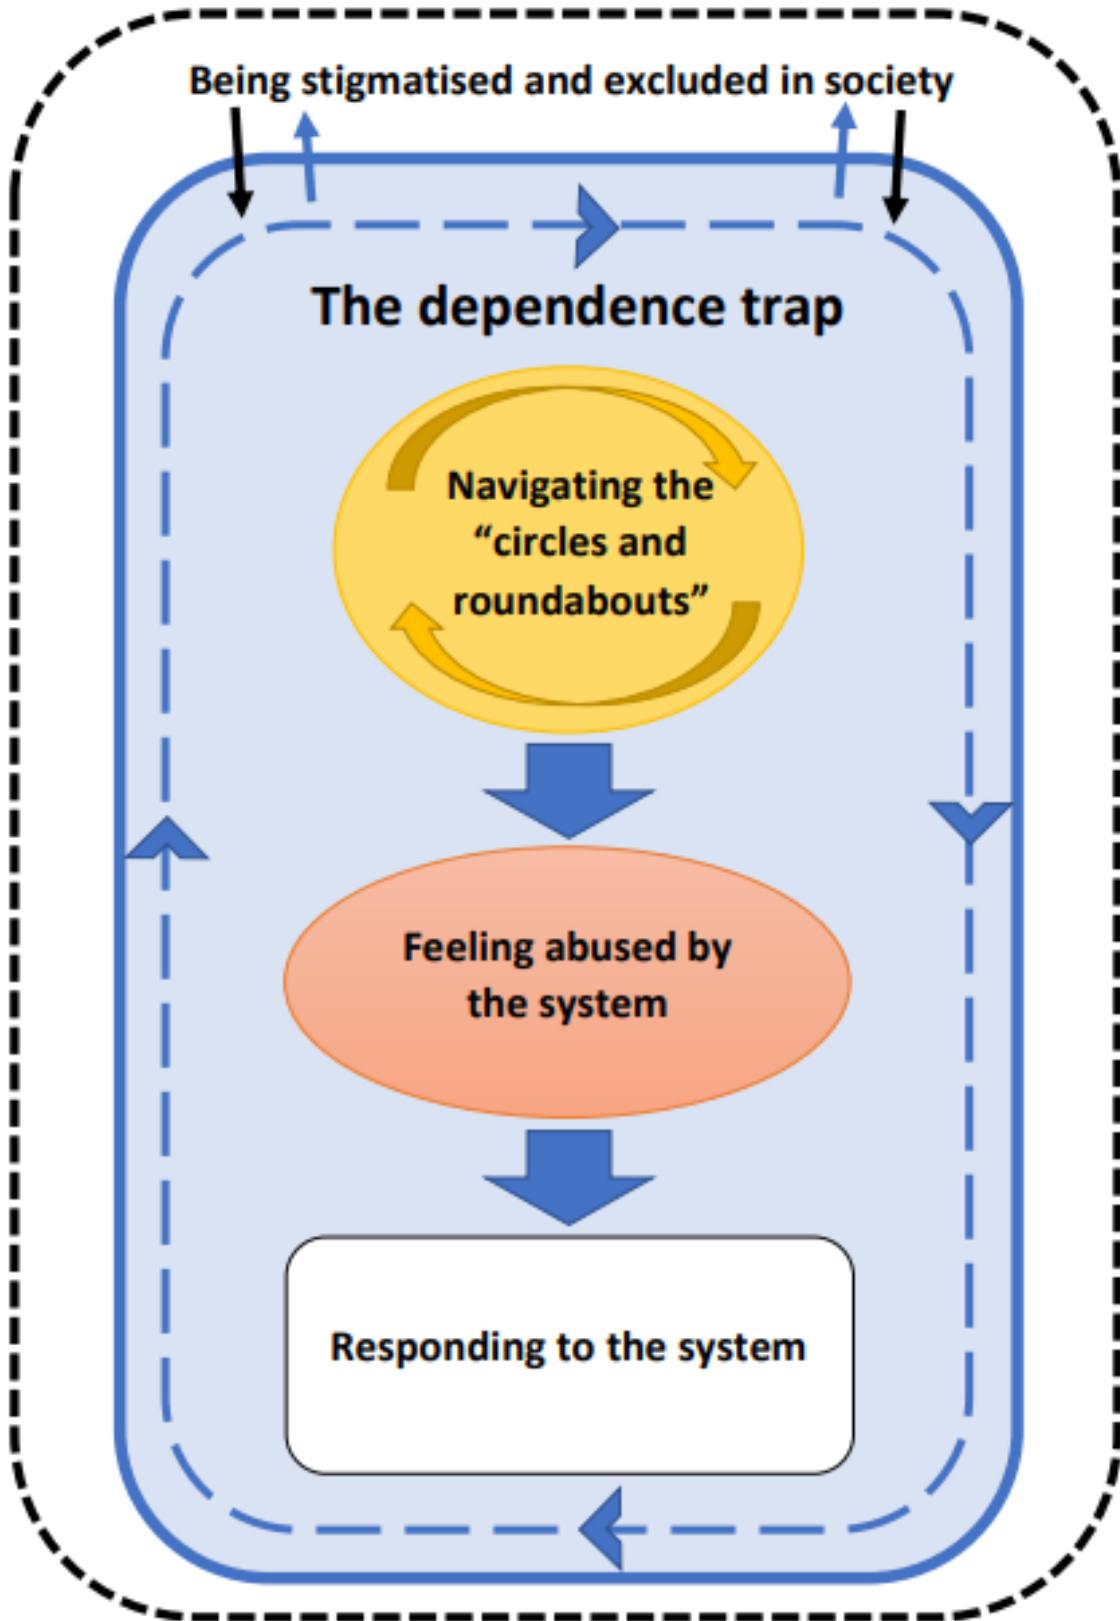 Being stigmatised and excluded in society
The dependence trap
Navigating the
“circles and
roundabouts”
Feeling abused by
the system
Responding to the system